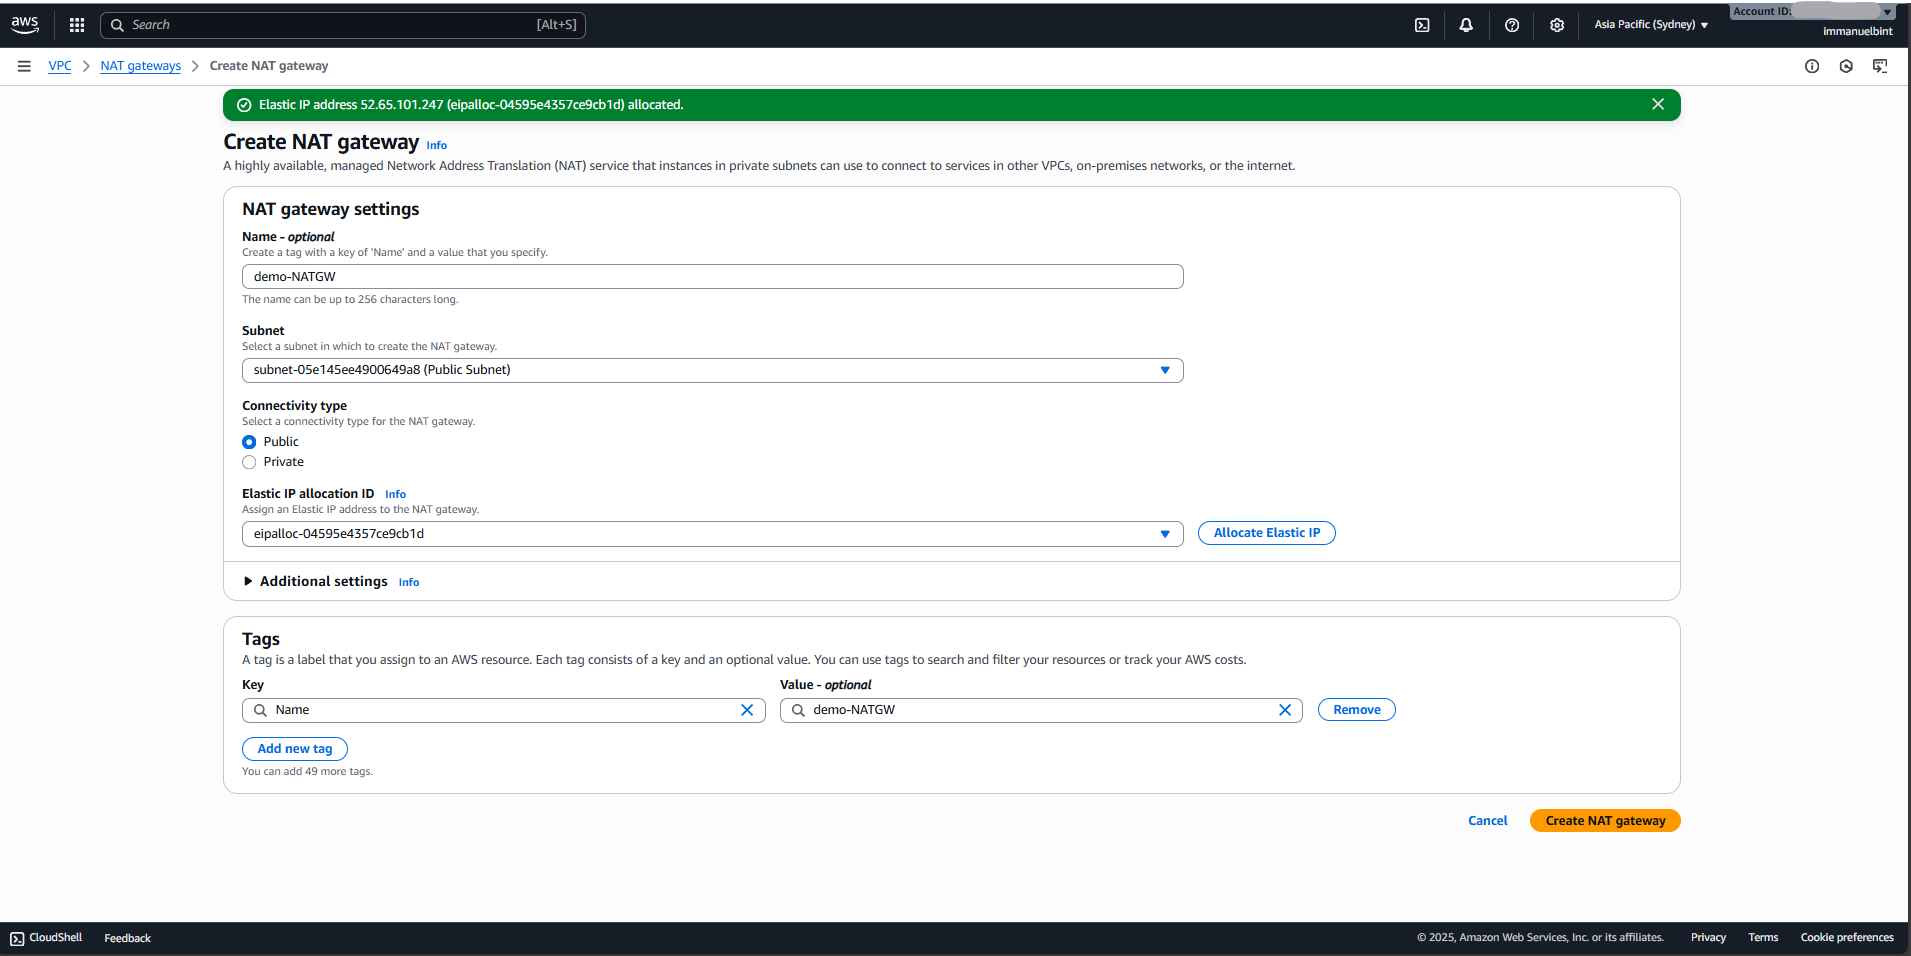 aws
Search [Alt+S]
Asia Pacific (Sydney)
Account ID:
immanuelbint
VPC > NAT gateways > Create NAT gateway
Elastic IP address 52.65.101.247 (eipalloc-04595e4357ce9cb1d) allocated.
Create NAT gateway Info
A highly available, managed Network Address Translation (NAT) service that instances in private subnets can use to connect to services in other VPCs, on-premises networks, or the internet.
NAT gateway settings
Name - optional
Create a tag with a key of 'Name' and a value that you specify.
demo-NATGW
The name can be up to 256 characters long.
Subnet
Select a subnet in which to create the NAT gateway.
subnet-05e145ee4900649a8 (Public Subnet)
Connectivity type
Select a connectivity type for the NAT gateway.
Public
Private
Elastic IP allocation ID Info
Assign an Elastic IP address to the NAT gateway.
eipalloc-04595e4357ce9cb1d
Allocate Elastic IP
Additional settings Info
Tags
A tag is a label that you assign to an AWS resource. Each tag consists of a key and an optional value. You can use tags to search and filter your resources or track your AWS costs.
Key Value - optional
Name demo-NATGW Remove
Add new tag
You can add 49 more tags.
Cancel Create NAT gateway
CloudShell Feedback © 2025, Amazon Web Services, Inc. or its affiliates. Privacy Terms Cookie preferences